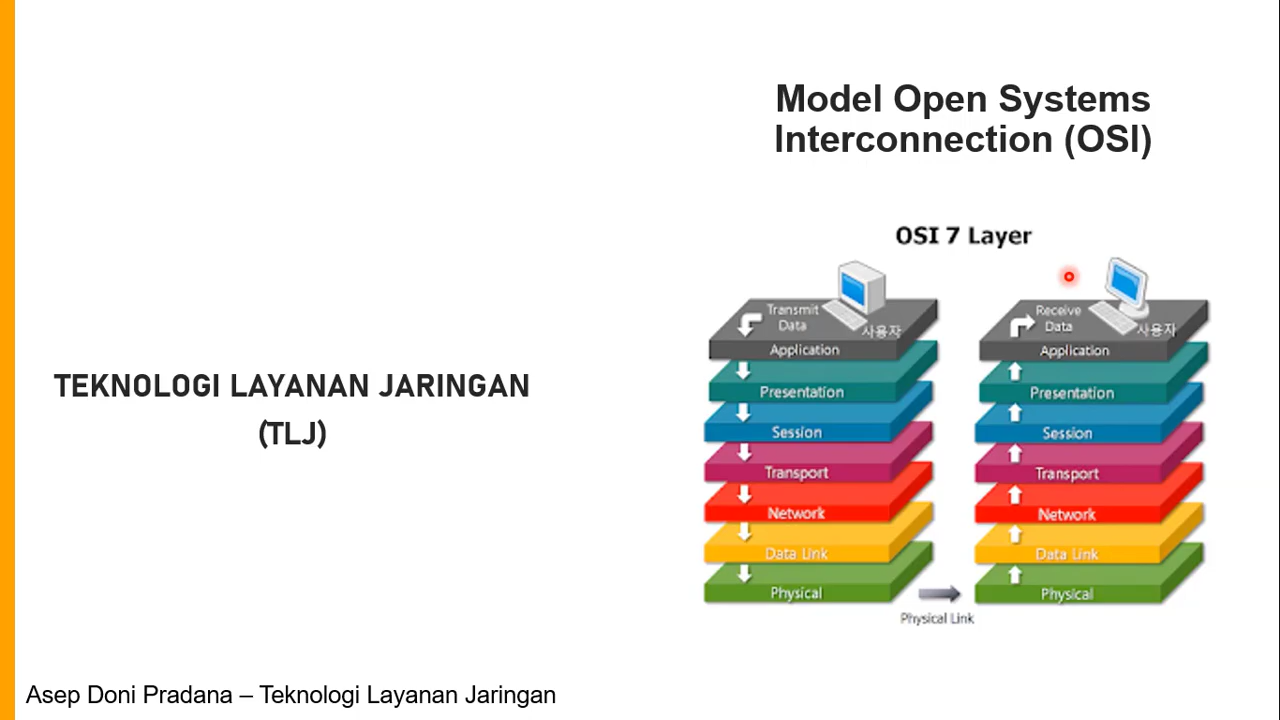 Model Open Systems
Interconnection (OSI)
OSI 7 Layer
TEKNOLOGI LAYANAN JARINGAN
(TLJ)
Transmit
Data
사용자
Application
Presentation
Session
Transport
Network
Data Link
Physical
Receive
Data
사용자
Application
Presentation
Session
Transport
Network
Data Link
Physical
Physical Link
Asep Doni Pradana – Teknologi Layanan Jaringan